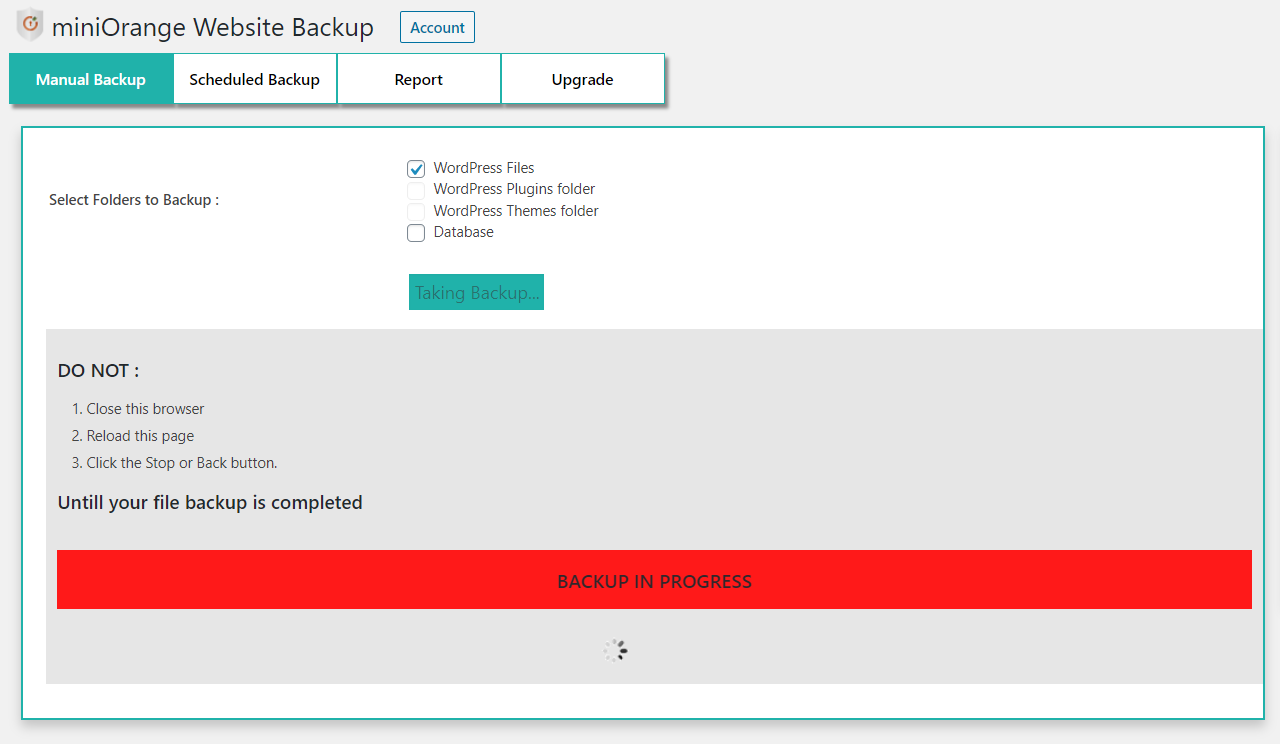 miniOrange Website Backup
Account
Manual Backup
Scheduled Backup
Report
Upgrade
Select Folders to Backup :
WordPress Files
WordPress Plugins folder
WordPress Themes folder
Database
Taking Backup...
DO NOT :
1. Close this browser
2. Reload this page
3. Click the Stop or Back button.
Untill your file backup is completed
BACKUP IN PROGRESS